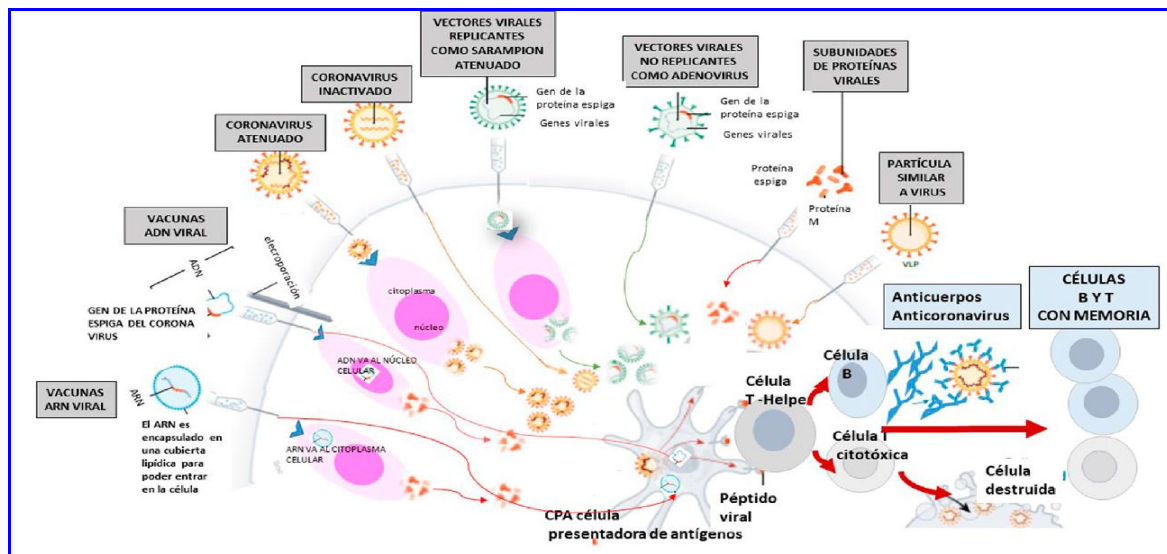 VECTORES VIRALES
REPLICANTES
COMO SARAMPION
ATENUADO
VECTORES VIRALES
NO REPLICANTES
COMO ADENOVIRUS
SUBUNIDADES
DE PROTEÍNAS
VIRALES
CORONAVIRUS
INACTIVADO
CORONAVIRUS
ATENUADO
Gen de la
proteína espiga
Genes virales
Gen de la
proteína espiga
Genes virales
Proteína
espiga
Proteína
M
PARTÍCULA
SIMILAR
A VIRUS
VLP
VACUNAS
ADN VIRAL
ADN
elecroporación
GEN DE LA PROTEÍNA
ESPIGA DEL CORONA
VIRUS
citoplasma
núcleo
ADN VA AL NÚCLEO
CELULAR
VACUNAS
ARN VIRAL
ARN
El ARN es
encapsulado en
una cubierta
lipídica para
poder entrar
en la célula
ARN VA AL CITOPLASMA
CELULAR
CPA célula
presentadora de antígenos
Péptido
viral
Célula
T -Helpe
Célula
B
Célula T
citotóxica
Anticuerpos
Anticoronavirus
CÉLULAS
B Y T
CON MEMORIA
Célula
destruida